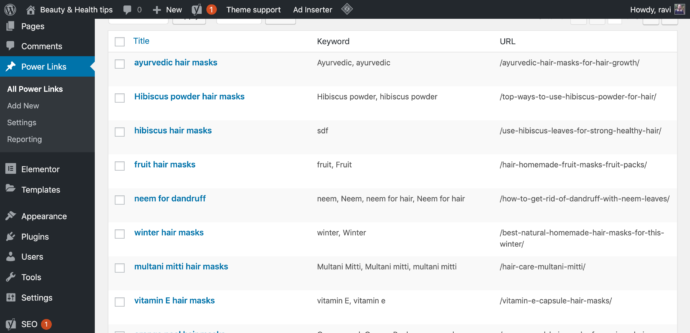 Beauty & Health tips 0 + New 1 Theme support Ad Inserter Howdy, ravi
Pages
Comments
Power Links
All Power Links
Add New
Settings
Reporting
Elementor
Templates
Appearance
Plugins
Users
Tools
Settings
SEO 1
Title Keyword URL
ayurvedic hair masks Ayurvedic, ayurvedic /ayurvedic-hair-masks-for-hair-growth/
Hibiscus powder hair masks Hibiscus powder, hibiscus powder /top-ways-to-use-hibiscus-powder-for-hair/
hibiscus hair masks sdf /use-hibiscus-leaves-for-strong-healthy-hair/
fruit hair masks fruit, Fruit /hair-homemade-fruit-masks-fruit-packs/
neem for dandruff neem, Neem, neem for hair, Neem for hair /how-to-get-rid-of-dandruff-with-neem-leaves/
winter hair masks winter, Winter /best-natural-homemade-hair-masks-for-this-
winter/
multani mitti hair masks Multani Mitti, Multani mitti, multani mitti /hair-care-multani-mitti/
vitamin E hair masks vitamin E, vitamin e /vitamin-e-capsule-hair-masks/